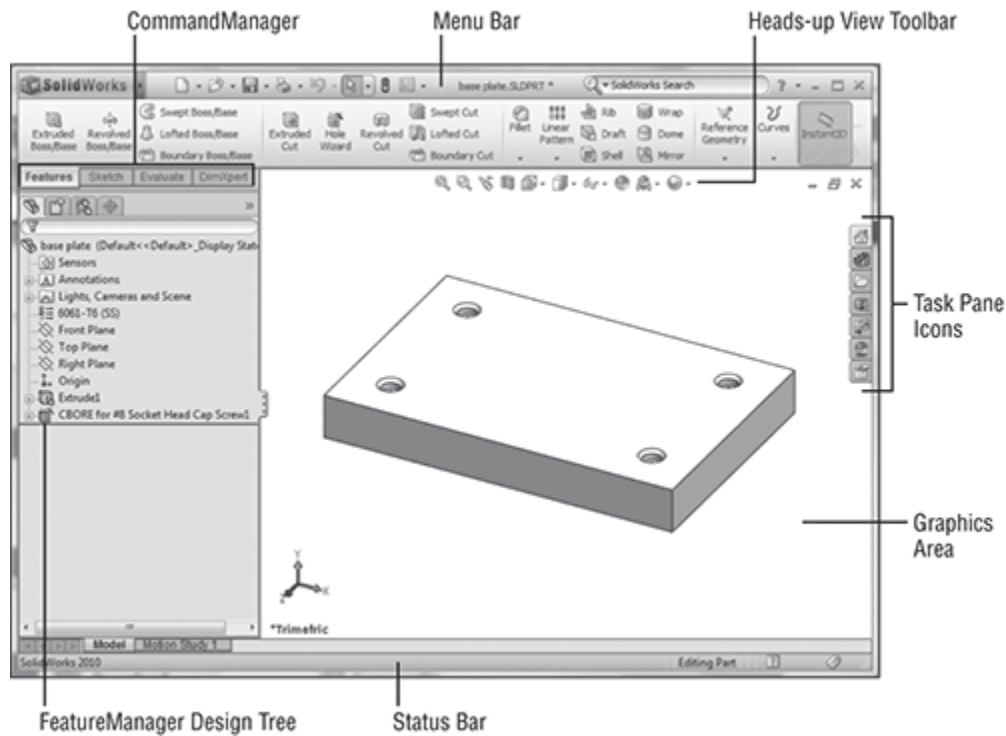 CommandManager
Menu Bar
Heads-up View Toolbar
SolidWorks
base plate.SLDPRT *
SolidWorks Search
?
Extruded Boss/Base
Revolved Boss/Base
Swept Boss/Base
Lofted Boss/Base
Boundary Boss/Base
Extruded Cut
Hole Wizard
Revolved Cut
Swept Cut
Lofted Cut
Boundary Cut
Fillet
Linear Pattern
Rib
Draft
Shell
Wrap
Dome
Mirror
Reference Geometry
Curves
Instant3D
Features Sketch Evaluate DimXpert
»
base plate (Default<<Default>_Display Stat
Sensors
Annotations
Lights, Cameras and Scene
6061-T6 (SS)
Front Plane
Top Plane
Right Plane
Origin
Extrude1
CBORE for #8 Socket Head Cap Screw1
Task Pane
Icons
Graphics
Area
Y
X
Z
*Trimetric
Model Motion Study 1
SolidWorks 2010
Editing Part
FeatureManager Design Tree
Status Bar